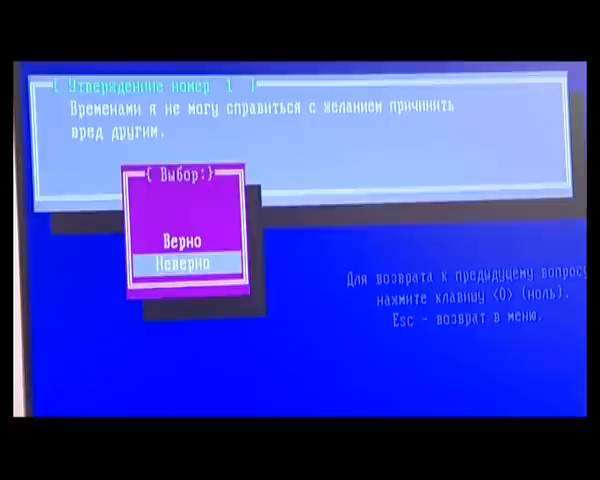 { Утверждение номер 1 }
Временами я не могу справиться с желанием причинить
вред другим.
{ Выбор:}
Верно
Неверно
Для возврата к предыдущему вопросу
нажмите клавишу <0> (ноль).
Esc - возврат в меню.